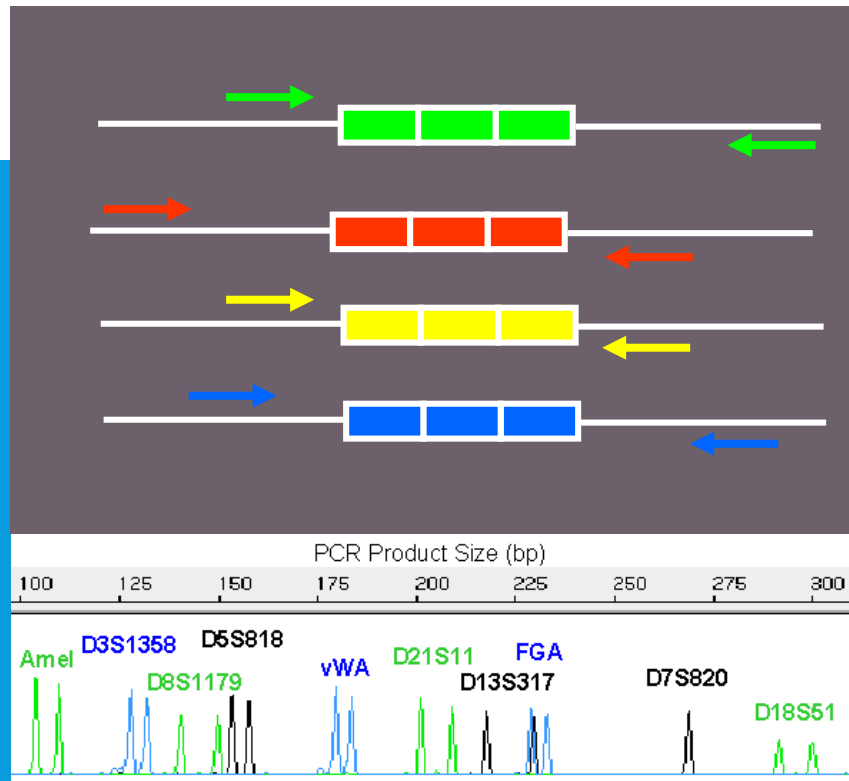 PCR Product Size (bp)
100 125 150 175 200 225 250 275 300
D3S1358 D5S818
Amel vWA D21S11 FGA
D8S1179 D13S317 D7S820
D18S51